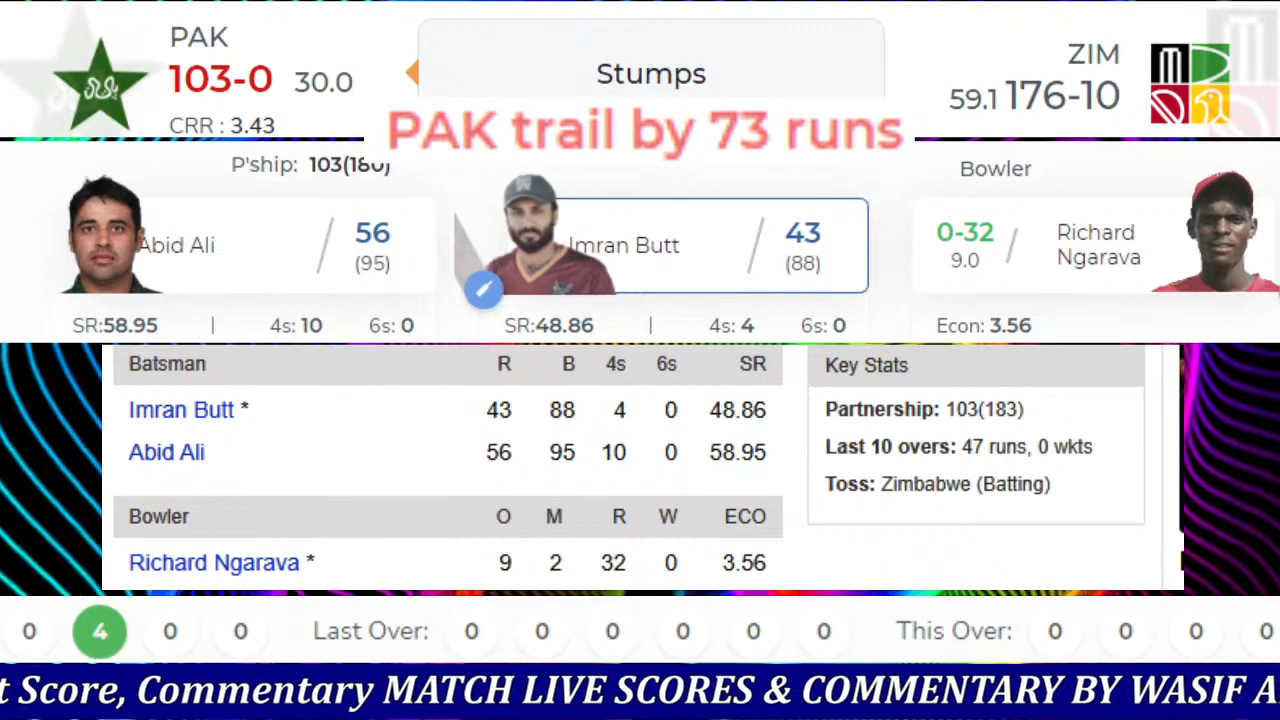 PAK
103-0 30.0
CRR : 3.43
Stumps
PAK trail by 73 runs
ZIM
59.1 176-10
P'ship: 103(180)
Abid Ali
56
(95)
SR:58.95 | 4s: 10 6s: 0
Imran Butt
43
(88)
SR:48.86 | 4s: 4 6s: 0
Bowler
0-32
9.0
Richard
Ngarava
Econ: 3.56
Batsman R B 4s 6s SR
Imran Butt * 43 88 4 0 48.86
Abid Ali 56 95 10 0 58.95
Bowler O M R W ECO
Richard Ngarava * 9 2 32 0 3.56
Key Stats
Partnership: 103(183)
Last 10 overs: 47 runs, 0 wkts
Toss: Zimbabwe (Batting)
0 4 0 0 Last Over: 0 0 0 0 0 0 This Over: 0 0 0 0
t Score, Commentary MATCH LIVE SCORES & COMMENTARY BY WASIF A